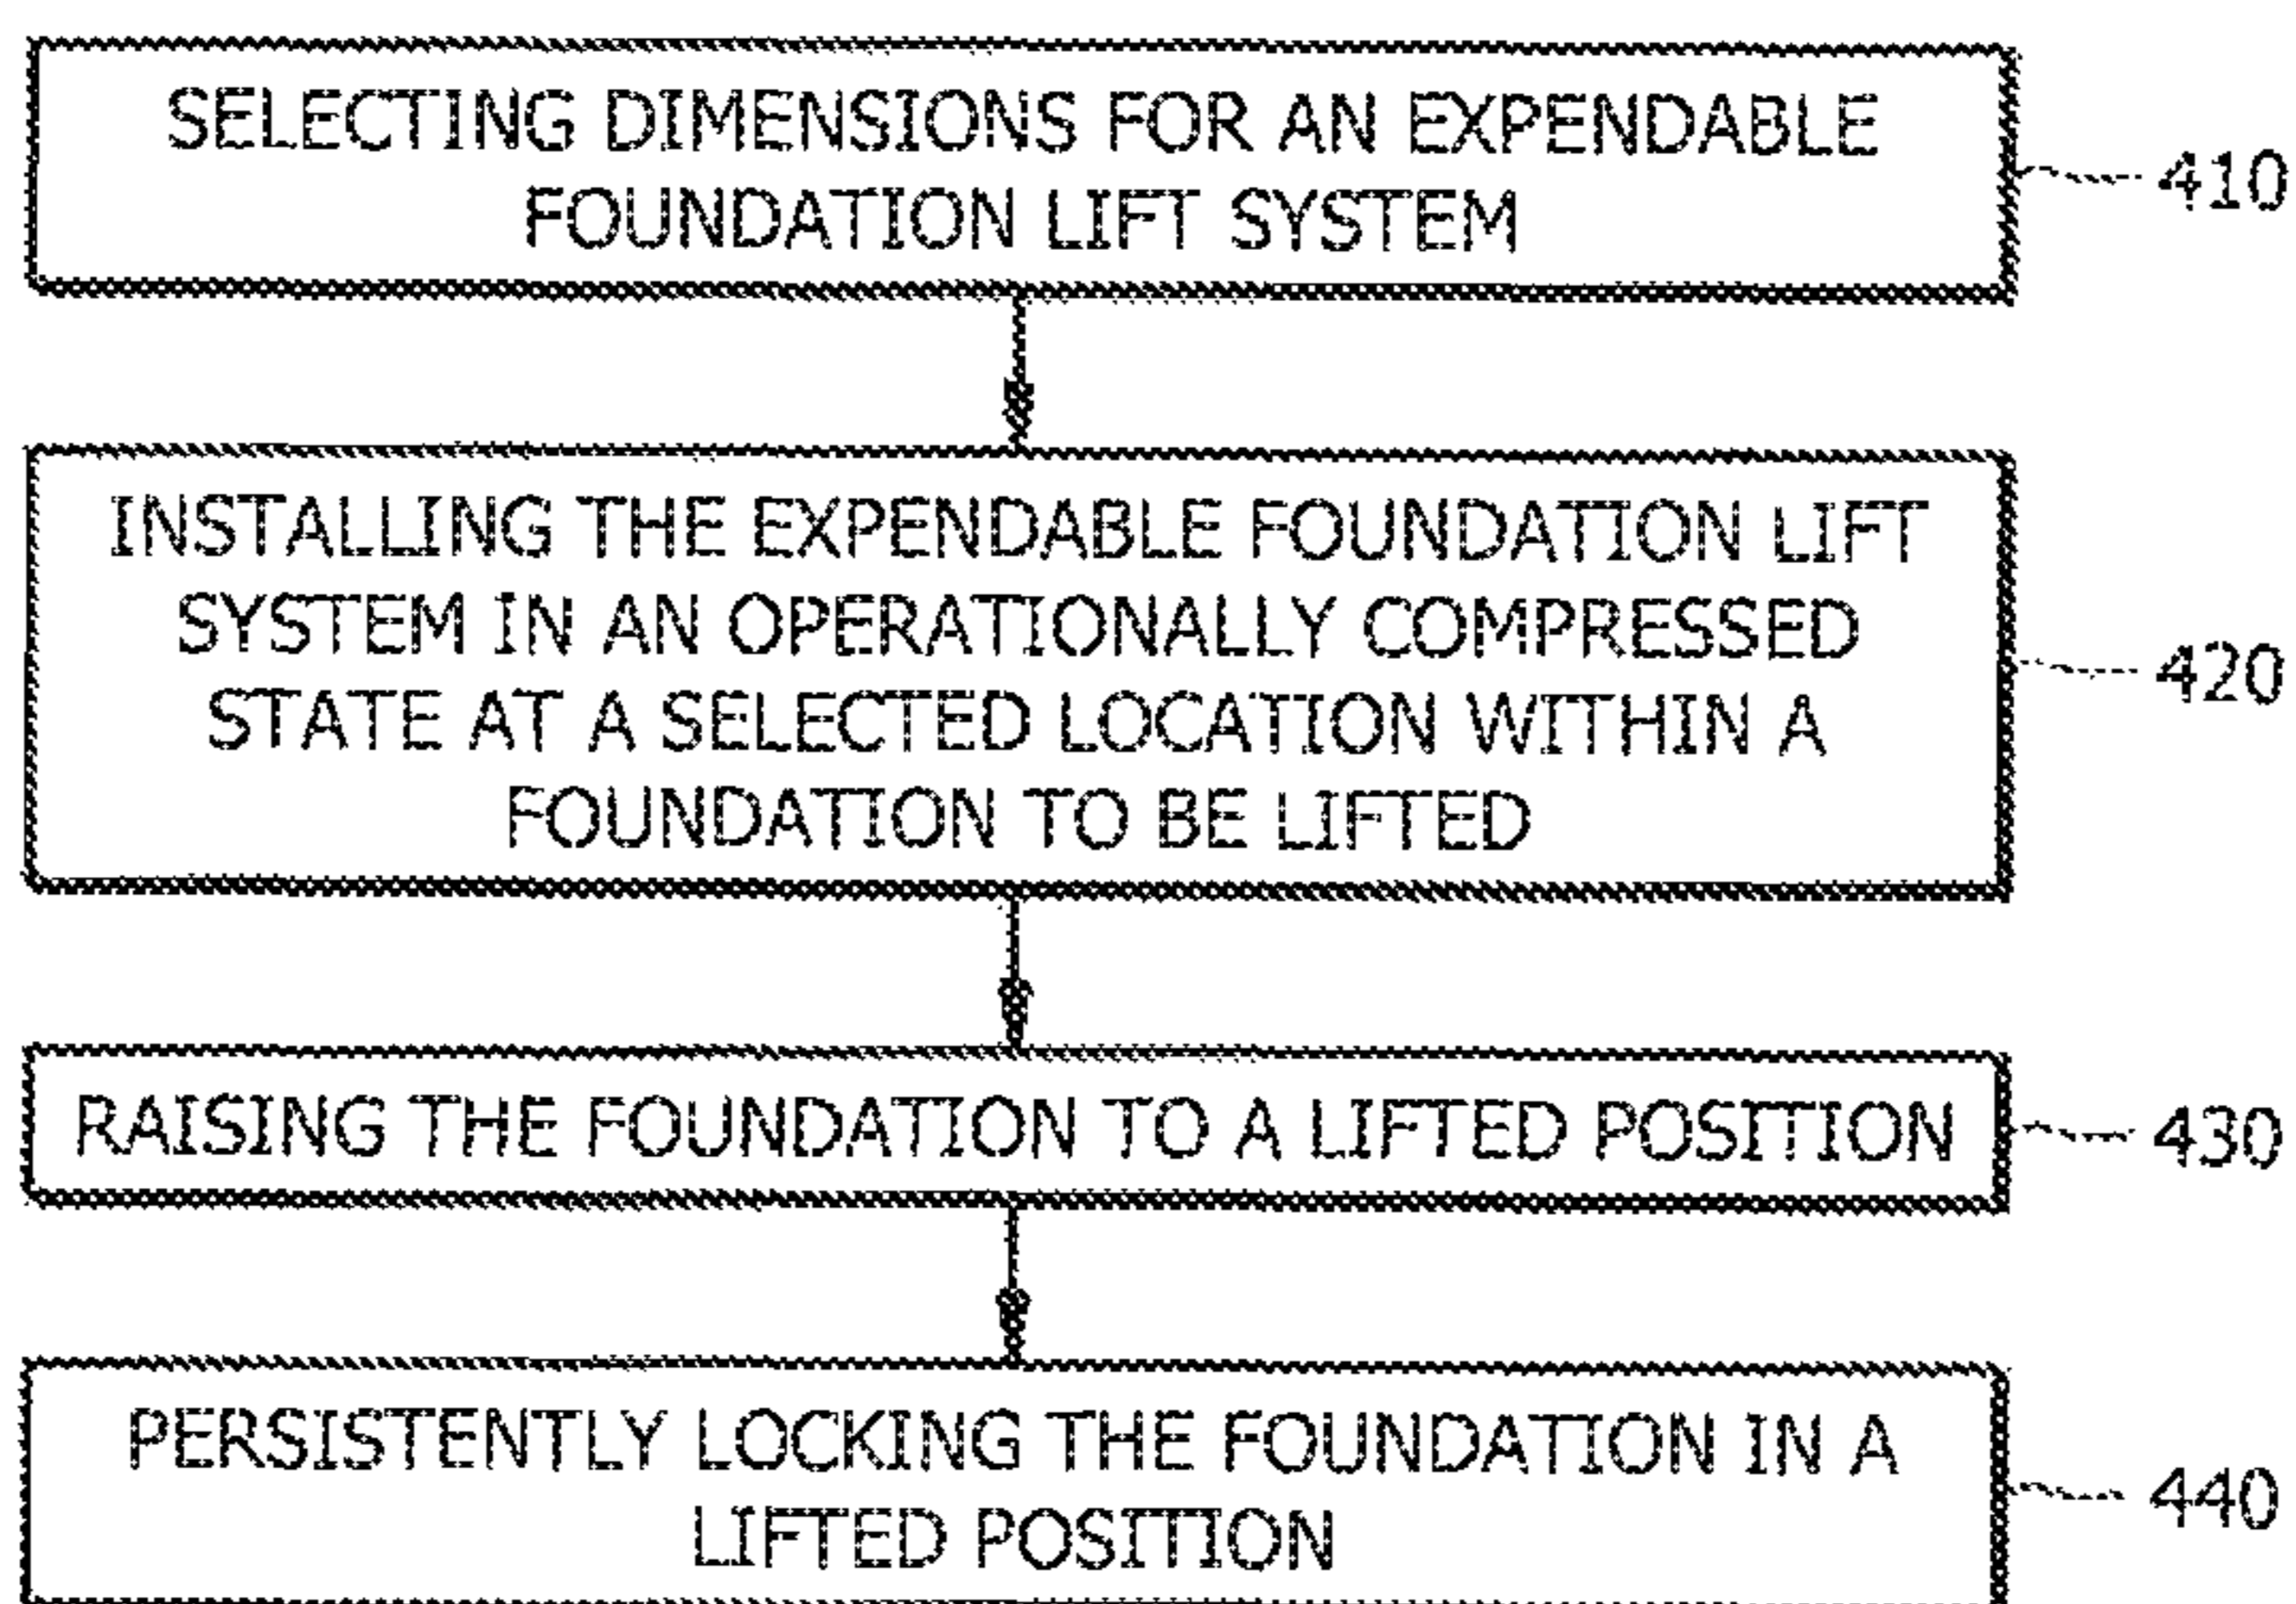 SELECTING DIMENSIONS FOR AN EXPENDABLE
FOUNDATION LIFT SYSTEM
410
INSTALLING THE EXPENDABLE FOUNDATION LIFT
SYSTEM IN AN OPERATIONALLY COMPRESSED
STATE AT A SELECTED LOCATION WITHIN A
FOUNDATION TO BE LIFTED
420
RAISING THE FOUNDATION TO A LIFTED POSITION
430
PERSISTENTLY LOCKING THE FOUNDATION IN A
LIFTED POSITION
440